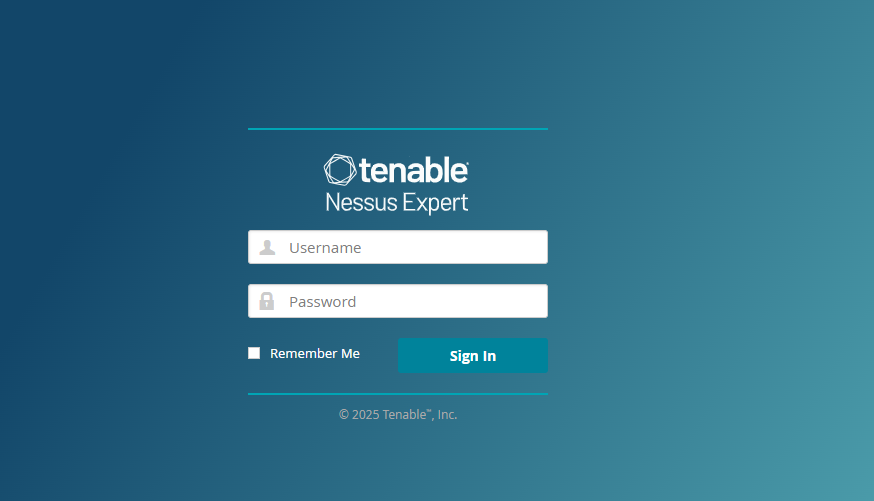 tenable
Nessus Expert
Username
Password
Remember Me
Sign In
© 2025 Tenable™, Inc.